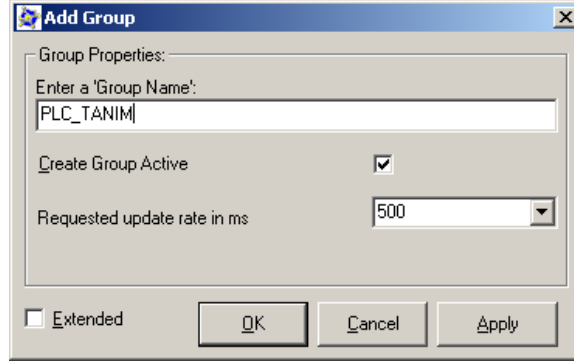 Add Group
Group Properties:
Enter a 'Group Name':
PLC_TANIM
Create Group Active
Requested update rate in ms
500
Extended
OK
Cancel
Apply